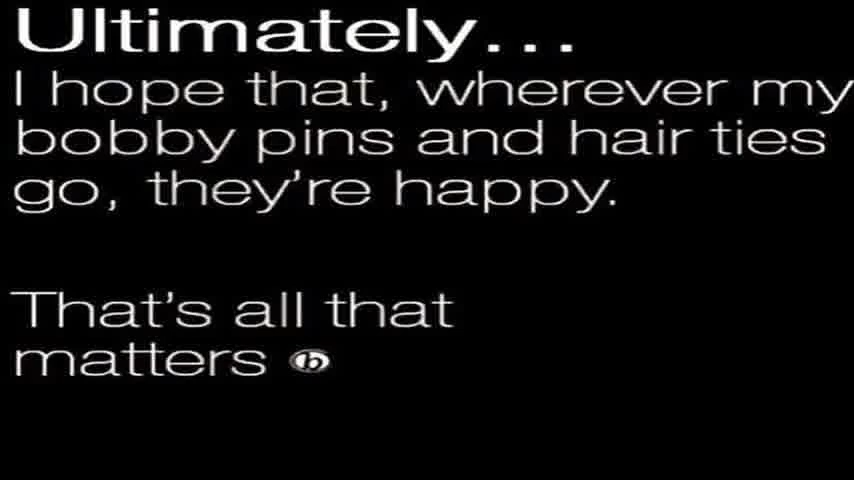 Ultimately...
I hope that, wherever my
bobby pins and hair ties
go, they're happy.
That's all that
matters b